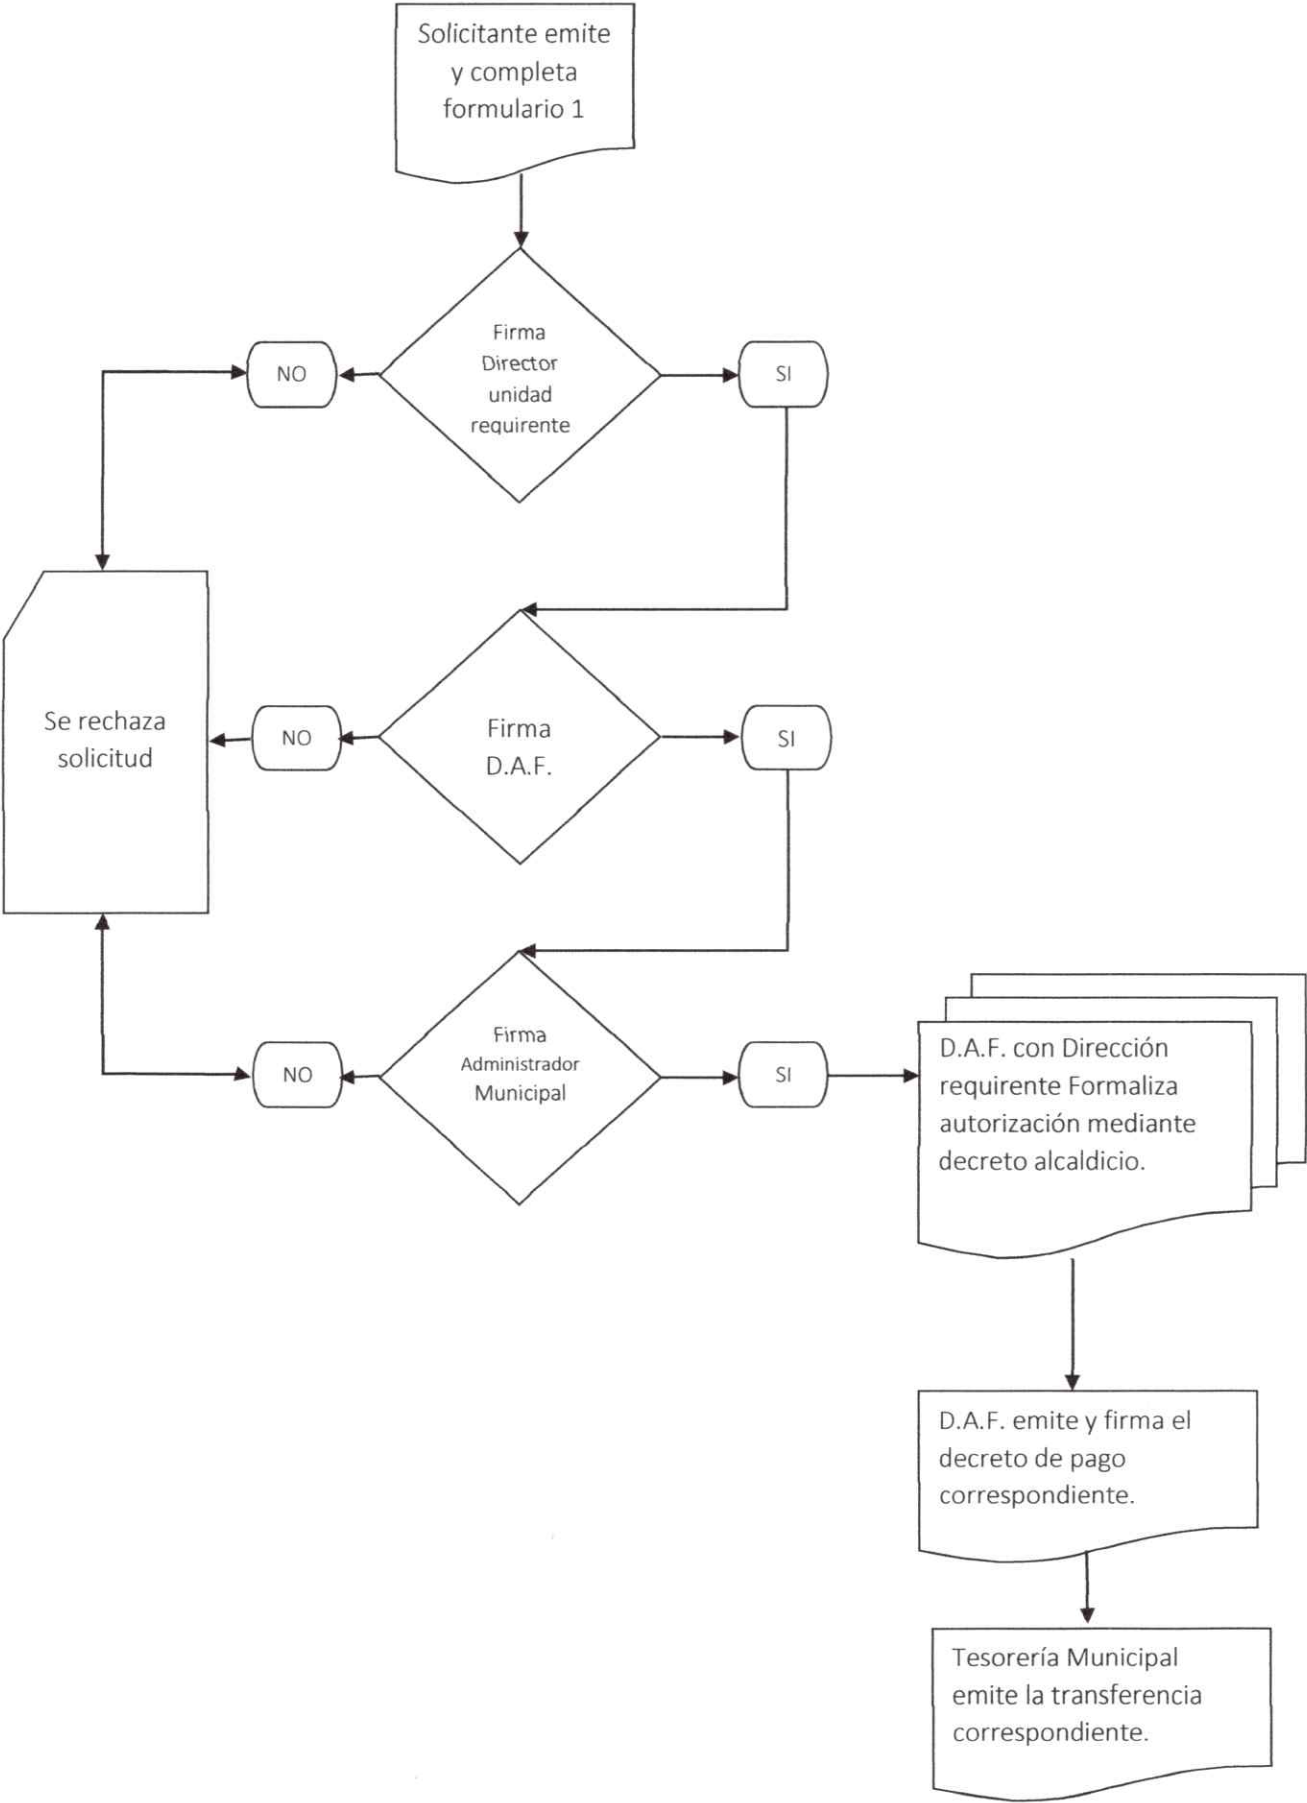 Solicitante emite
y completa
formulario 1
Firma
Director
unidad
requirente
NO
SI
Se rechaza
solicitud
NO
Firma
D.A.F.
SI
NO
Firma
Administrador
Municipal
SI
D.A.F. con Dirección
requirente Formaliza
autorización mediante
decreto alcaldicio.
D.A.F. emite y firma el
decreto de pago
correspondiente.
Tesorería Municipal
emite la transferencia
correspondiente.